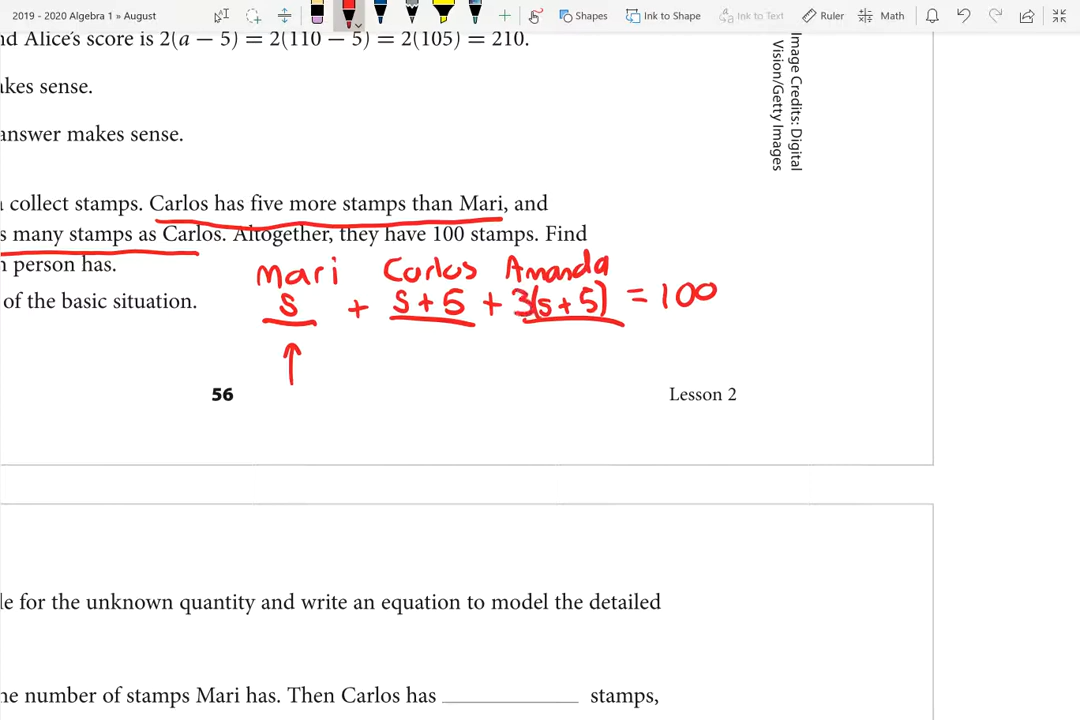 2019 - 2020 Algebra 1 » August
Shapes
Ink to Shape
Ink to Text
Ruler
Math
nd Alice's score is 2(a − 5) = 2(110 − 5) = 2(105) = 210.
Image Credits: Digital
Vision/Getty Images
akes sense.
answer makes sense.
collect stamps. Carlos has five more stamps than Mari, and
s many stamps as Carlos. Altogether, they have 100 stamps. Find
n person has.
Mari Carlos Amanda
of the basic situation.
s + s + 5 + 3(s + 5) = 100
56
Lesson 2
le for the unknown quantity and write an equation to model the detailed
he number of stamps Mari has. Then Carlos has ____________ stamps,